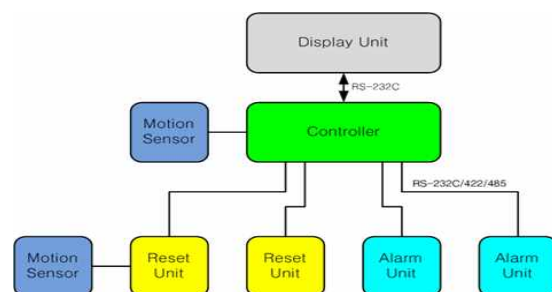 Display Unit
RS-232C
Motion
Sensor
Controller
RS-232C/422/485
Motion
Sensor
Reset
Unit
Reset
Unit
Alarm
Unit
Alarm
Unit